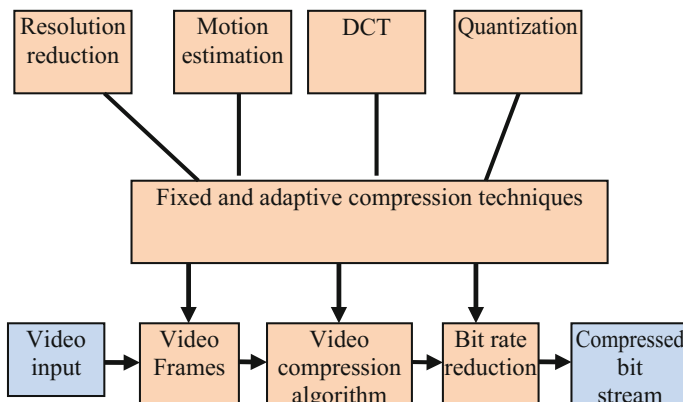 Resolution
reduction
Motion
estimation
DCT
Quantization
Fixed and adaptive compression techniques
Video
input
Video
Frames
Video
compression
algorithm
Bit rate
reduction
Compressed
bit
stream